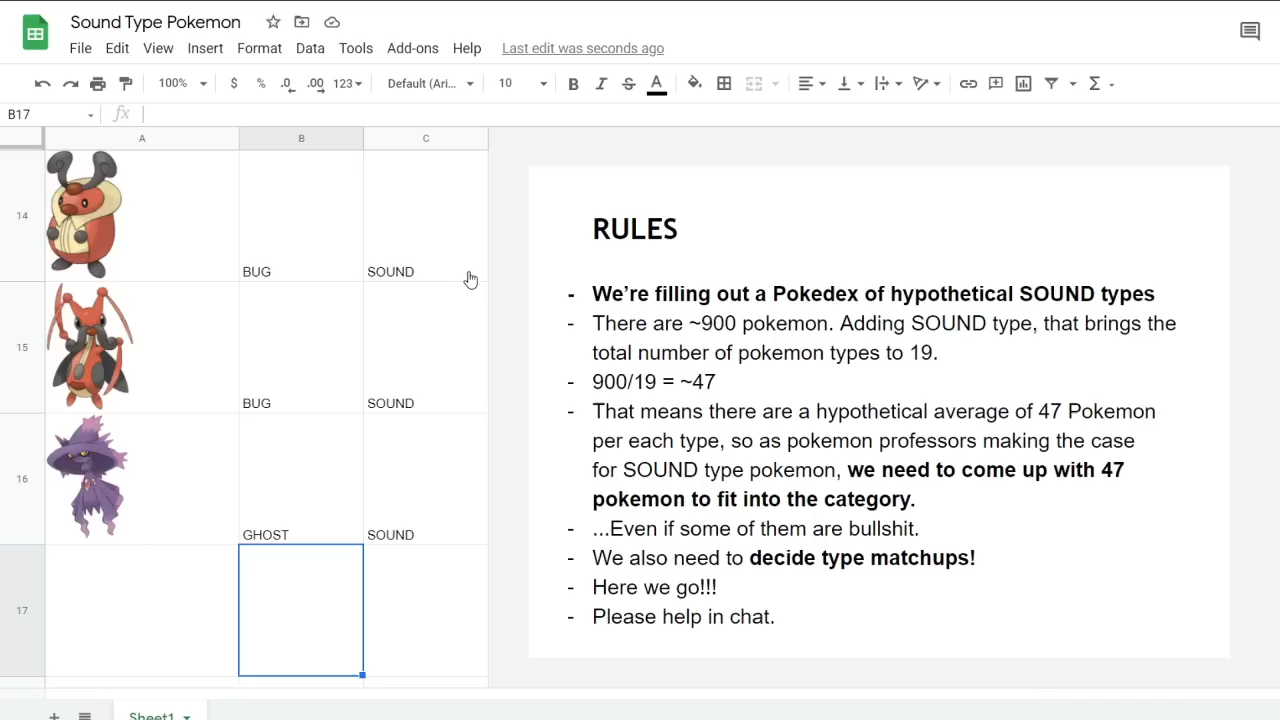 Sound Type Pokemon
File Edit View Insert Format Data Tools Add-ons Help Last edit was seconds ago
100% $ % .0 .00 123 Default (Ari... 10 B I S A
B17 fx
A B C
14 BUG SOUND
15 BUG SOUND
16 GHOST SOUND
17
RULES
- We're filling out a Pokedex of hypothetical SOUND types
- There are ~900 pokemon. Adding SOUND type, that brings the
total number of pokemon types to 19.
- 900/19 = ~47
- That means there are a hypothetical average of 47 Pokemon
per each type, so as pokemon professors making the case
for SOUND type pokemon, we need to come up with 47
pokemon to fit into the category.
- ...Even if some of them are bullshit.
- We also need to decide type matchups!
- Here we go!!!
- Please help in chat.
+ Sheet1